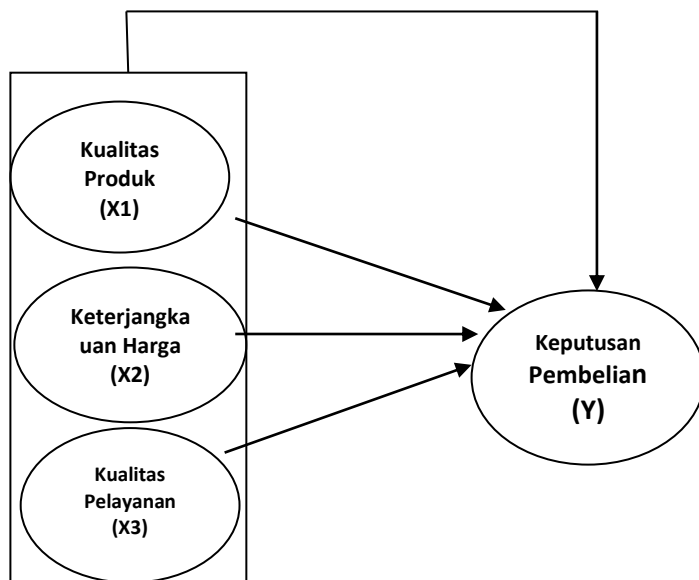 Kualitas
Produk
(X1)
Keterjangka
uan Harga
(X2)
Kualitas
Pelayanan
(X3)
Keputusan
Pembelian
(Y)